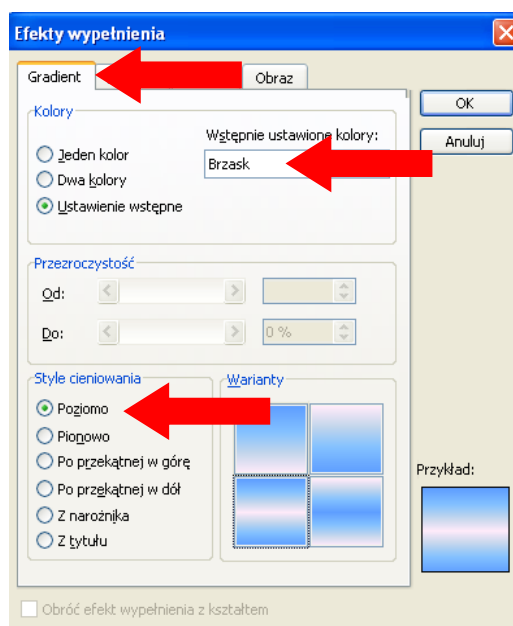 Efekty wypełnienia
Gradient
Obraz
Kolory
Jeden kolor
Dwa kolory
Ustawienie wstępne
Wstępnie ustawione kolory:
Brzask
OK
Anuluj
Przezroczystość
Od:
Do:
0 %
Style cieniowania
Poziomo
Pionowo
Po przekątnej w górę
Po przekątnej w dół
Z narożnika
Z tytułu
Warianty
Przykład:
Obróć efekt wypełnienia z kształtem